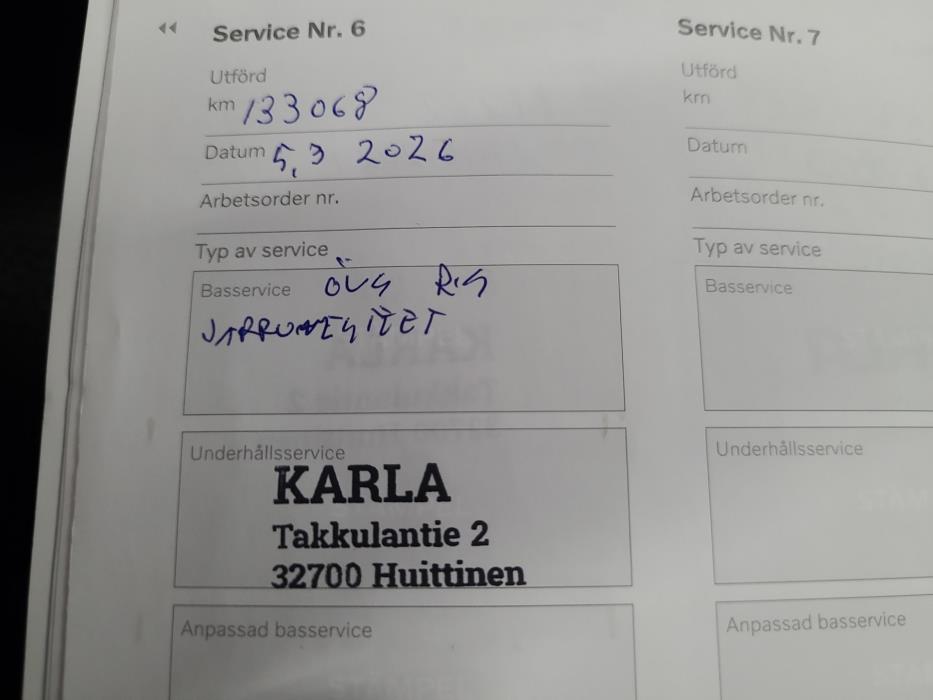 Service Nr. 6
Utförd
km 133068
Datum 5.3 2026
Arbetsorder nr.
Typ av service
Basservice ÖVS
JARRUNESTEET
Underhållsservice
KARLA
Takkulantie 2
32700 Huittinen
Anpassad basservice
Service Nr. 7
Utförd
km
Datum
Arbetsorder nr.
Typ av service
Basservice
Underhållsservice
Anpassad basservice